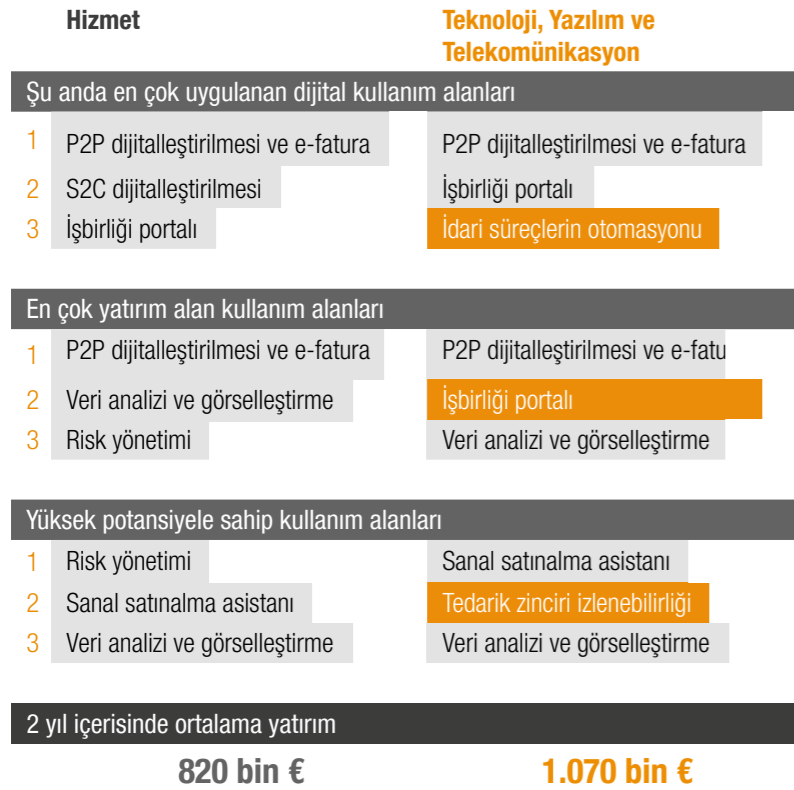 Hizmet
Teknoloji, Yazılım ve
Telekomünikasyon
Şu anda en çok uygulanan dijital kullanım alanları
1 P2P dijitalleştirilmesi ve e-fatura P2P dijitalleştirilmesi ve e-fatura
2 S2C dijitalleştirilmesi İşbirliği portalı
3 İşbirliği portalı İdari süreçlerin otomasyonu
En çok yatırım alan kullanım alanları
1 P2P dijitalleştirilmesi ve e-fatura P2P dijitalleştirilmesi ve e-fatu
2 Veri analizi ve görselleştirme İşbirliği portalı
3 Risk yönetimi Veri analizi ve görselleştirme
Yüksek potansiyele sahip kullanım alanları
1 Risk yönetimi Sanal satınalma asistanı
2 Sanal satınalma asistanı Tedarik zinciri izlenebilirliği
3 Veri analizi ve görselleştirme Veri analizi ve görselleştirme
2 yıl içerisinde ortalama yatırım
820 bin € 1.070 bin €